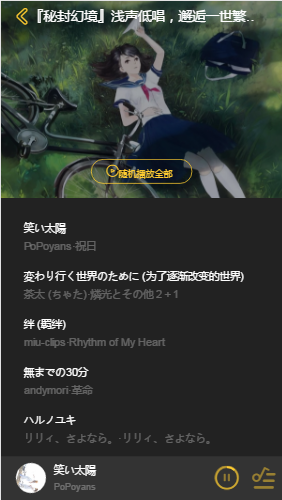 『秘封幻境』浅声低唱，邂逅一世繁..
随机播放全部
笑い太陽
PoPoyans·祝日
変わり行く世界のために (为了逐渐改变的世界)
茶太 (ちゃた)·燐光とその他２+１
绊 (羁绊)
miu-clips·Rhythm of My Heart
無までの30分
andymori·革命
ハルノユキ
リリィ、さよなら。·リリィ、さよなら。
笑い太陽
PoPoyans